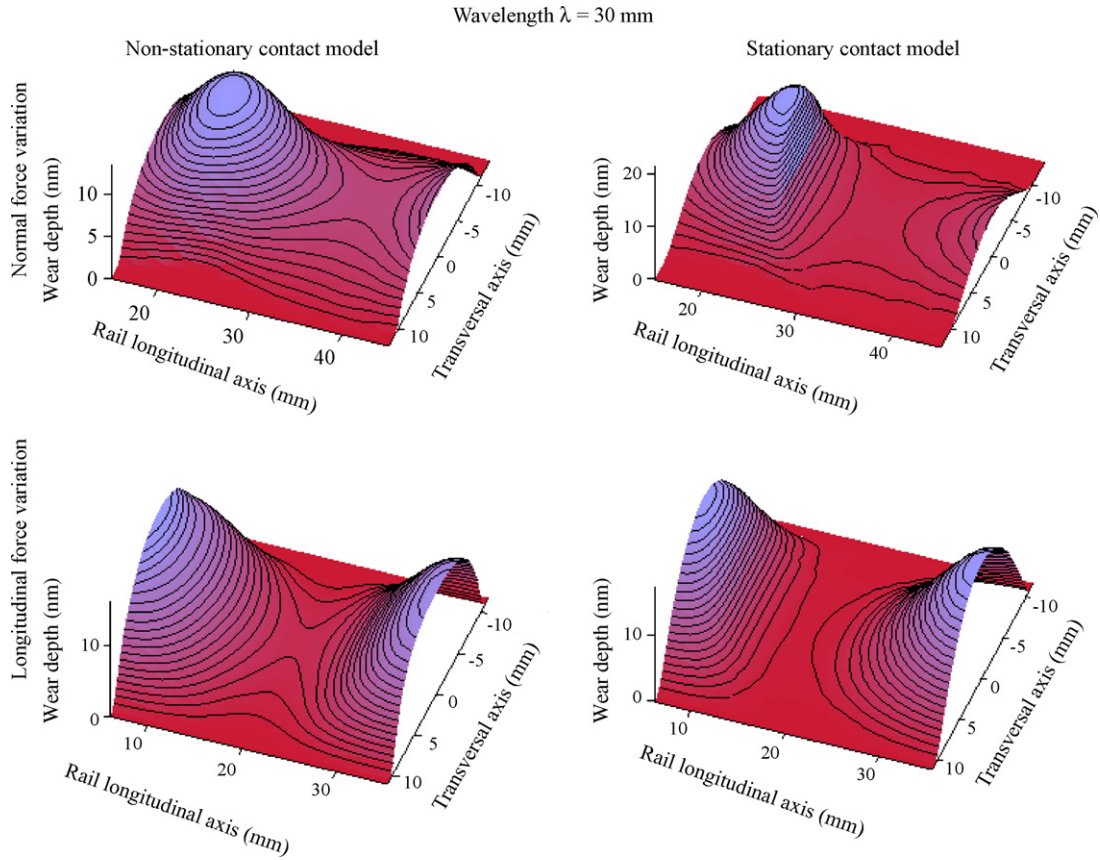 Wavelength λ = 30 mm
Non-stationary contact model
Stationary contact model
Normal force variation
Wear depth (nm)
10
5
0
20
30
40
Rail longitudinal axis (mm)
-10
-5
0
5
10
Transversal axis (mm)
Wear depth (nm)
20
10
0
20
30
40
Rail longitudinal axis (mm)
-10
-5
0
5
10
Transversal axis (mm)
Longitudinal force variation
Wear depth (nm)
10
0
10
20
30
Rail longitudinal axis (mm)
-10
-5
0
5
10
Transversal axis (mm)
Wear depth (nm)
10
0
10
20
30
Rail longitudinal axis (mm)
-10
-5
0
5
10
Transversal axis (mm)